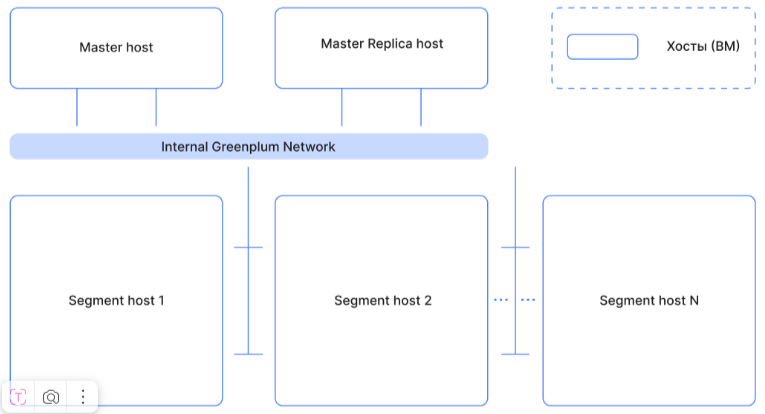 Master host
Master Replica host
Хосты (ВМ)
Internal Greenplum Network
Segment host 1
Segment host 2
... ...
Segment host N